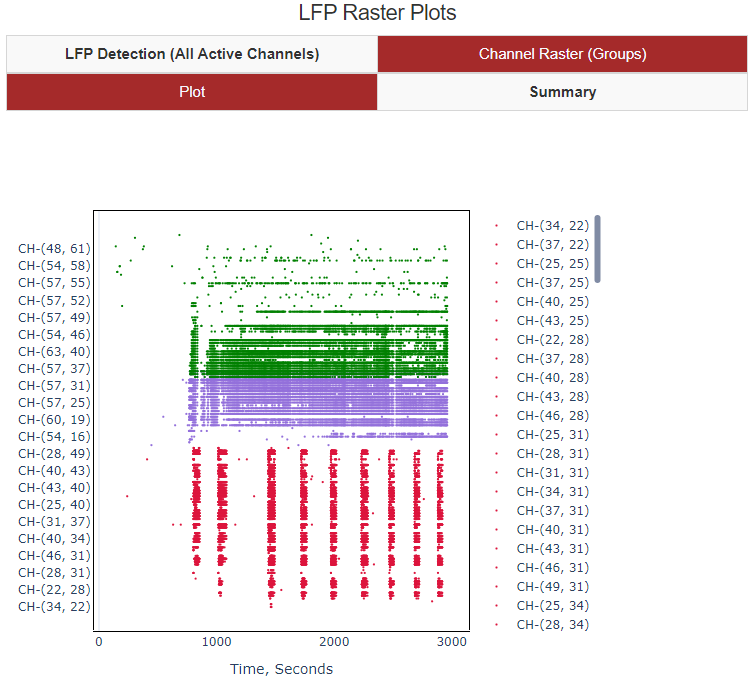 LFP Raster Plots
LFP Detection (All Active Channels)
Channel Raster (Groups)
Plot
Summary
CH-(48, 61)
CH-(54, 58)
CH-(57, 55)
CH-(57, 52)
CH-(57, 49)
CH-(54, 46)
CH-(63, 40)
CH-(57, 37)
CH-(57, 31)
CH-(57, 25)
CH-(60, 19)
CH-(54, 16)
CH-(28, 49)
CH-(40, 43)
CH-(43, 40)
CH-(25, 40)
CH-(31, 37)
CH-(40, 34)
CH-(46, 31)
CH-(28, 31)
CH-(22, 28)
CH-(34, 22)
0
1000
2000
3000
Time, Seconds
CH-(34, 22)
CH-(37, 22)
CH-(25, 25)
CH-(37, 25)
CH-(40, 25)
CH-(43, 25)
CH-(22, 28)
CH-(37, 28)
CH-(40, 28)
CH-(43, 28)
CH-(46, 28)
CH-(25, 31)
CH-(28, 31)
CH-(31, 31)
CH-(34, 31)
CH-(37, 31)
CH-(40, 31)
CH-(43, 31)
CH-(46, 31)
CH-(49, 31)
CH-(25, 34)
CH-(28, 34)